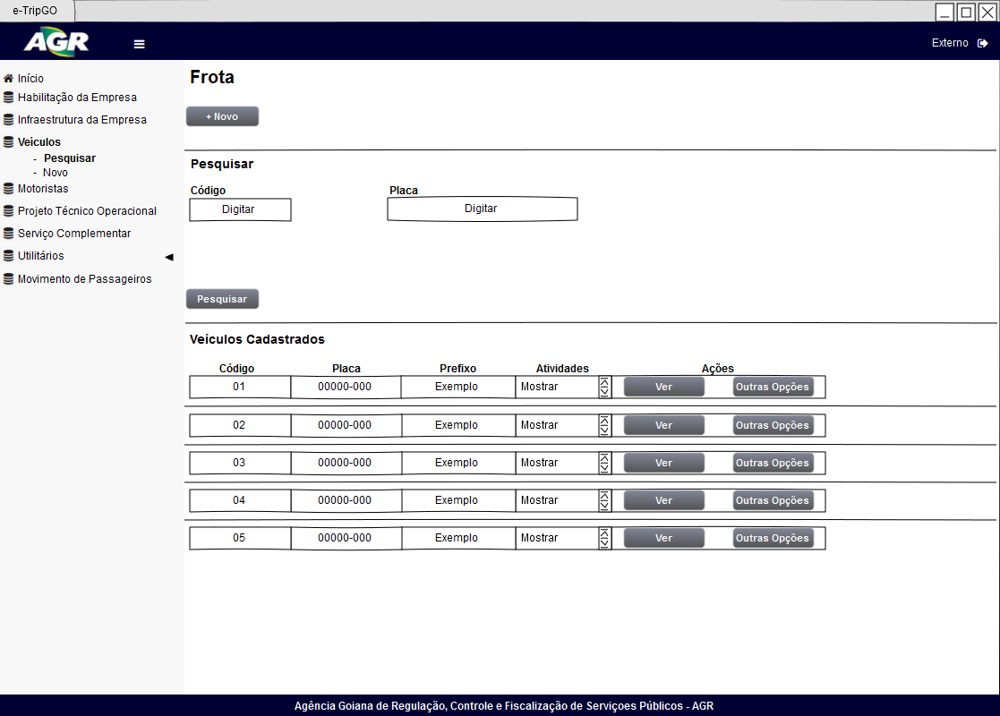 e-TripGO
AGR
Externo
Início
Habilitação da Empresa
Infraestrutura da Empresa
Veículos
- Pesquisar
- Novo
Motoristas
Projeto Técnico Operacional
Serviço Complementar
Utilitários
Movimento de Passageiros
Frota
+ Novo
Pesquisar
Código Placa
Digitar Digitar
Pesquisar
Veículos Cadastrados
Código Placa Prefixo Atividades Ações
01 00000-000 Exemplo Mostrar Ver Outras Opções
02 00000-000 Exemplo Mostrar Ver Outras Opções
03 00000-000 Exemplo Mostrar Ver Outras Opções
04 00000-000 Exemplo Mostrar Ver Outras Opções
05 00000-000 Exemplo Mostrar Ver Outras Opções
Agência Goiana de Regulação, Controle e Fiscalização de Serviçoes Públicos - AGR